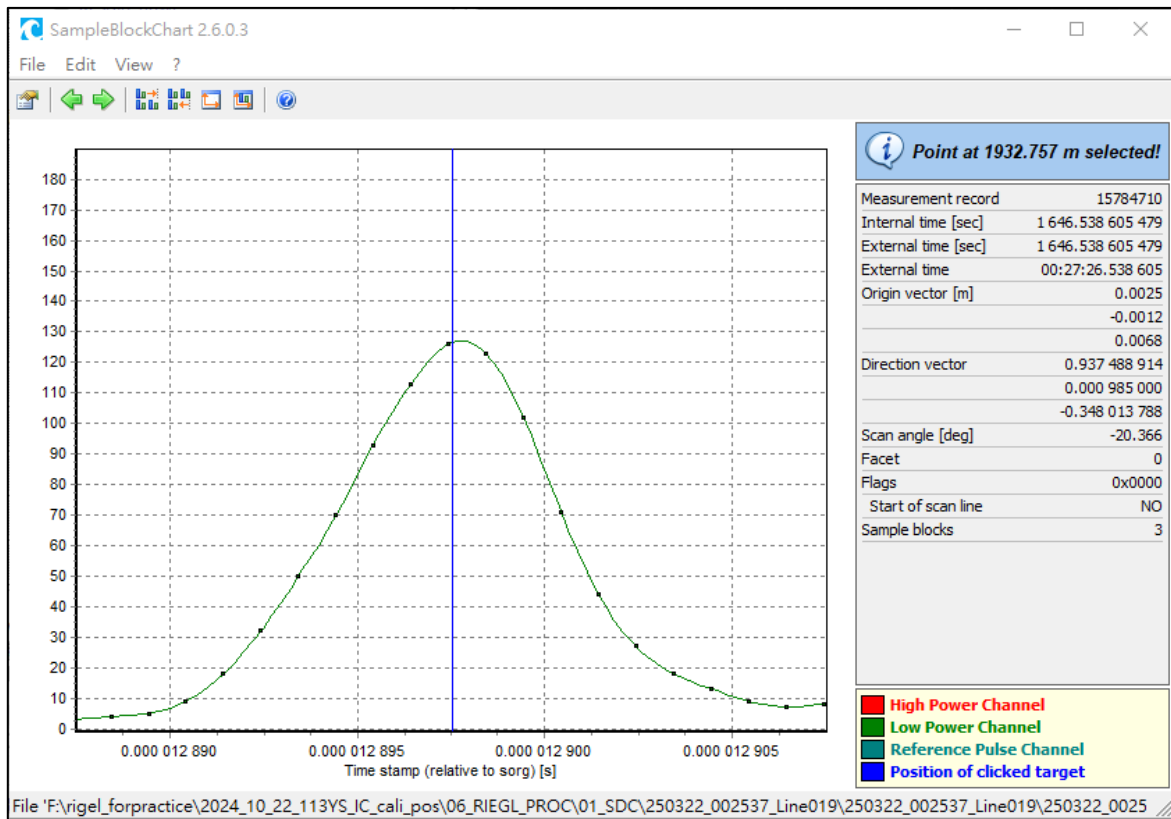 SampleBlockChart 2.6.0.3
File Edit View ?
Point at 1932.757 m selected!
180
170
160
150
140
130
120
110
100
90
80
70
60
50
40
30
20
10
0
0.000 012 890 0.000 012 895 0.000 012 900 0.000 012 905
Time stamp (relative to sorg) [s]
Measurement record 15784710
Internal time [sec] 1 646.538 605 479
External time [sec] 1 646.538 605 479
External time 00:27:26.538 605
Origin vector [m] 0.0025
-0.0012
0.0068
Direction vector 0.937 488 914
0.000 985 000
-0.348 013 788
Scan angle [deg] -20.366
Facet 0
Flags 0x0000
Start of scan line NO
Sample blocks 3
High Power Channel
Low Power Channel
Reference Pulse Channel
Position of clicked target
File 'F:\rigel_forpractice\2024_10_22_113YS_IC_cali_pos\06_RIEGL_PROC\01_SDC\250322_002537_Line019\250322_002537_Line019\250322_0025